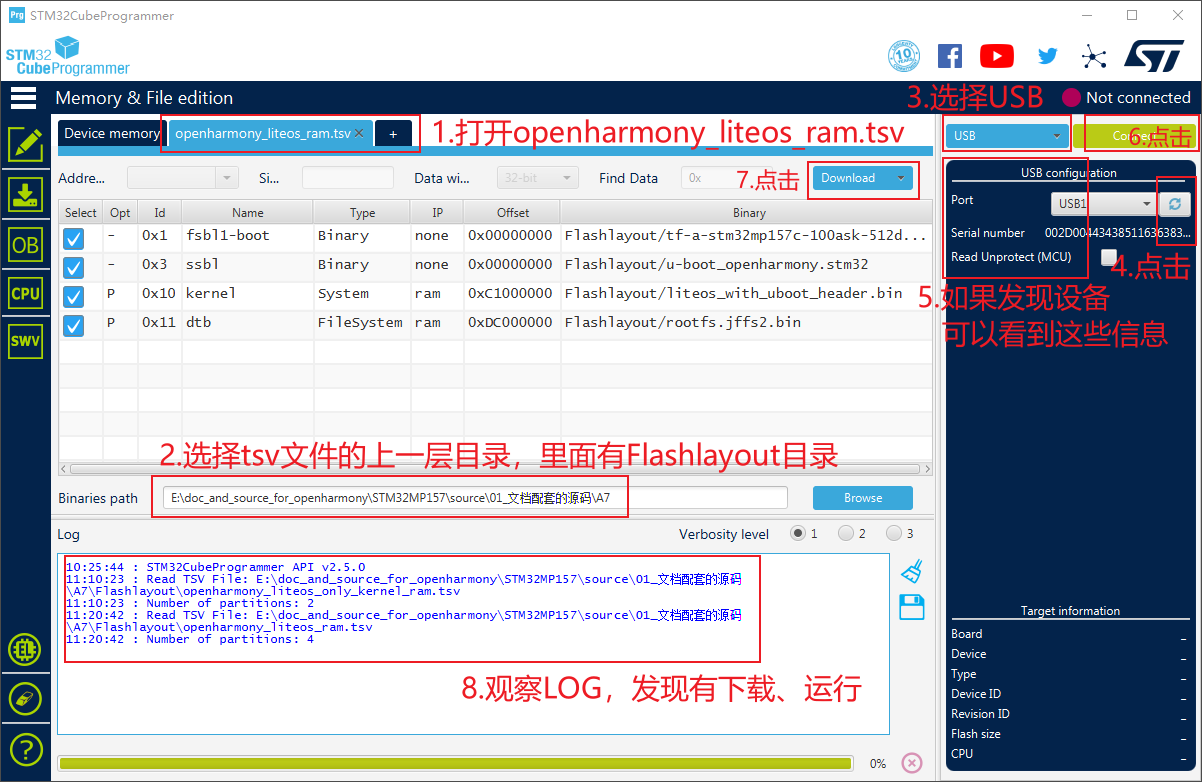 Prg STM32CubeProgrammer
STM32
CubeProgrammer
10
YEARS
ST
Memory & File edition
3.选择USB
Not connected
Device memory
openharmony_liteos_ram.tsv
+
1.打开openharmony_liteos_ram.tsv
USB
6.点击
Addre...
Si...
Data wi...
32-bit
Find Data
0x
7.点击
Download
USB configuration
Port
USB1
Serial number
002D00443438511636383...
Read Unprotect (MCU)
4.点击
5.如果发现设备
可以看到这些信息
Select Opt Id Name Type IP Offset Binary
- 0x1 fsbl1-boot Binary none 0x00000000 Flashlayout/tf-a-stm32mp157c-100ask-512d...
- 0x3 ssbl Binary none 0x00000000 Flashlayout/u-boot_openharmony.stm32
P 0x10 kernel System ram 0xC1000000 Flashlayout/liteos_with_uboot_header.bin
P 0x11 dtb FileSystem ram 0xDC000000 Flashlayout/rootfs.jffs2.bin
OB
CPU
SWV
2.选择tsv文件的上一层目录，里面有Flashlayout目录
Binaries path
E:\doc_and_source_for_openharmony\STM32MP157\source\01_文档配套的源码\A7
Browse
Log
Verbosity level
1
2
3
10:25:44 : STM32CubeProgrammer API v2.5.0
11:10:23 : Read TSV File: E:\doc_and_source_for_openharmony\STM32MP157\source\01_文档配套的源码
\A7\Flashlayout\openharmony_liteos_only_kernel_ram.tsv
11:10:23 : Number of partitions: 2
11:20:42 : Read TSV File: E:\doc_and_source_for_openharmony\STM32MP157\source\01_文档配套的源码
\A7\Flashlayout\openharmony_liteos_ram.tsv
11:20:42 : Number of partitions: 4
8.观察LOG，发现有下载、运行
Target information
Board -
Device -
Type -
Device ID -
Revision ID -
Flash size -
CPU -
EL
?
0%